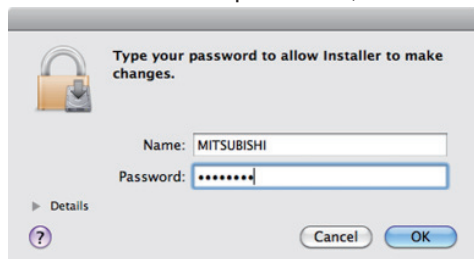 Type your password to allow Installer to make
changes.
Name: MITSUBISHI
Password: ••••••••
Details
?
Cancel OK